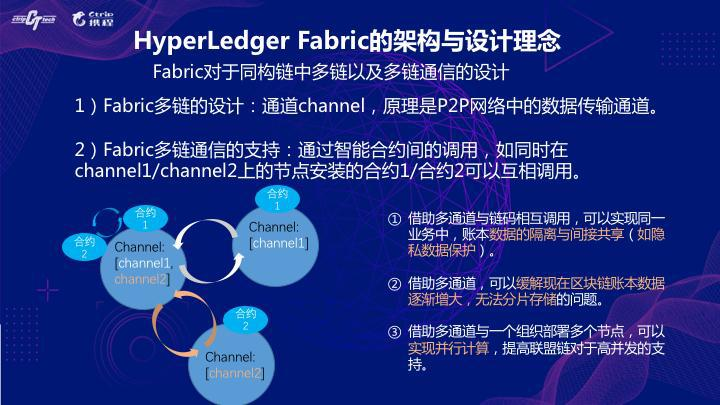 ctrip tech
Ctrip
携程
HyperLedger Fabric的架构与设计理念
Fabric对于同构链中多链以及多链通信的设计
1）Fabric多链的设计：通道channel，原理是P2P网络中的数据传输通道。
2）Fabric多链通信的支持：通过智能合约间的调用，如同时在
channel1/channel2上的节点安装的合约1/合约2可以互相调用。
合约
1
合约
1
合约
2
Channel:
[channel1,
channel2]
Channel:
[channel1]
合约
2
Channel:
[channel2]
① 借助多通道与链码相互调用，可以实现同一
业务中，账本数据的隔离与间接共享（如隐
私数据保护）。
② 借助多通道，可以缓解现在区块链账本数据
逐渐增大，无法分片存储的问题。
③ 借助多通道与一个组织部署多个节点，可以
实现并行计算，提高联盟链对于高并发的支
持。